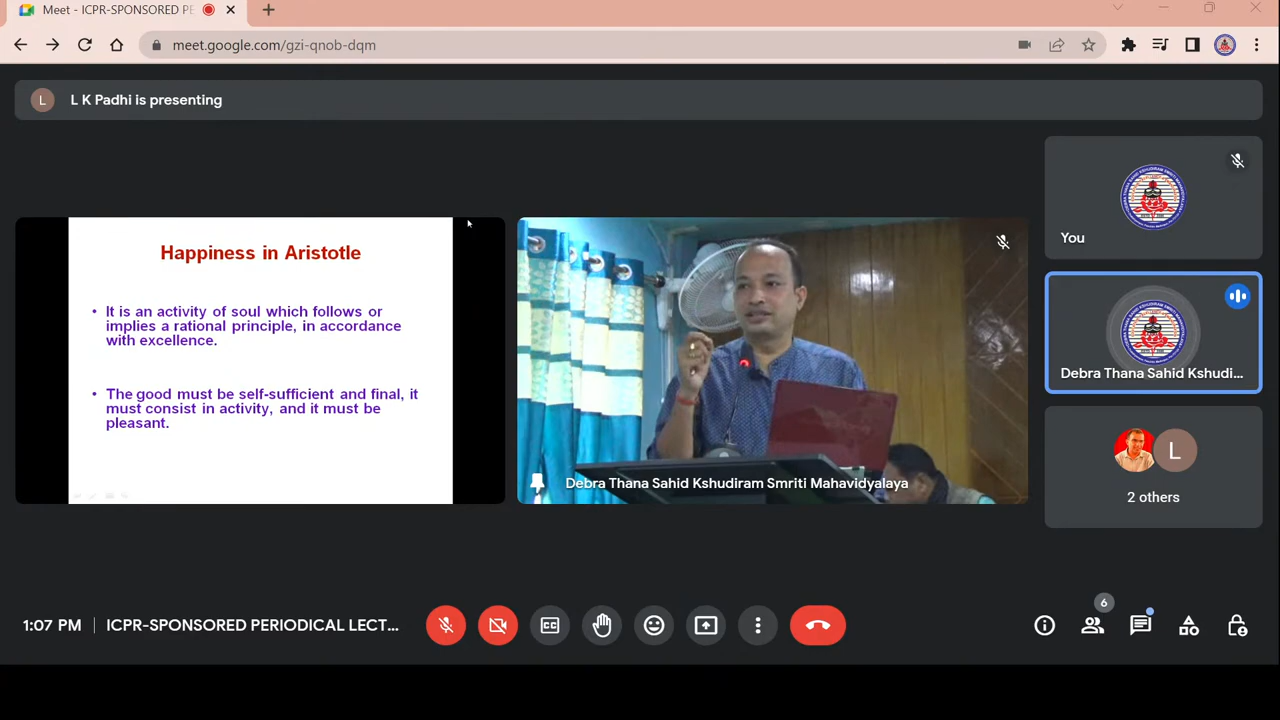 Meet - ICPR-SPONSORED PE
meet.google.com/gzi-qnob-dqm
L
L K Padhi is presenting
You
Happiness in Aristotle
• It is an activity of soul which follows or
implies a rational principle, in accordance
with excellence.
• The good must be self-sufficient and final, it
must consist in activity, and it must be
pleasant.
Debra Thana Sahid Kshudiram Smriti Mahavidyalaya
Debra Thana Sahid Kshudi...
L
2 others
1:07 PM | ICPR-SPONSORED PERIODICAL LECT...
CC
6